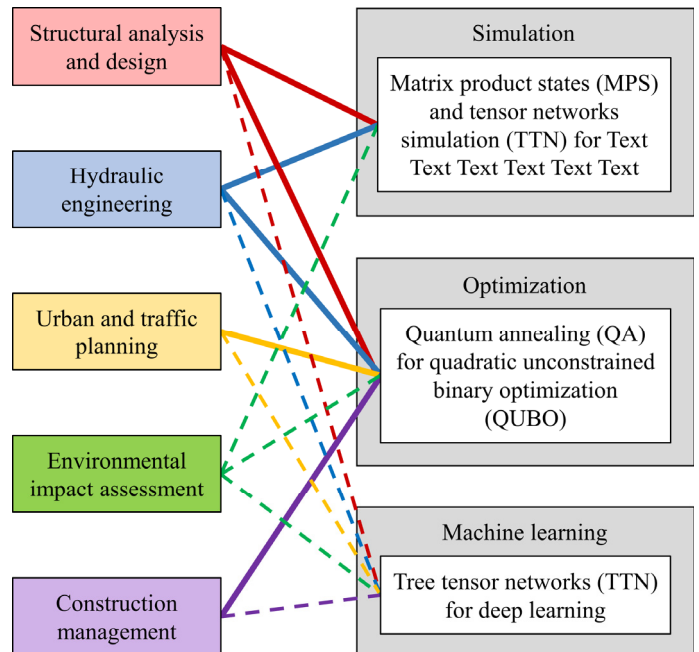 Structural analysis
and design
Hydraulic
engineering
Urban and traffic
planning
Environmental
impact assessment
Construction
management
Simulation
Matrix product states (MPS)
and tensor networks
simulation (TTN) for Text
Text Text Text Text Text
Optimization
Quantum annealing (QA)
for quadratic unconstrained
binary optimization
(QUBO)
Machine learning
Tree tensor networks (TTN)
for deep learning